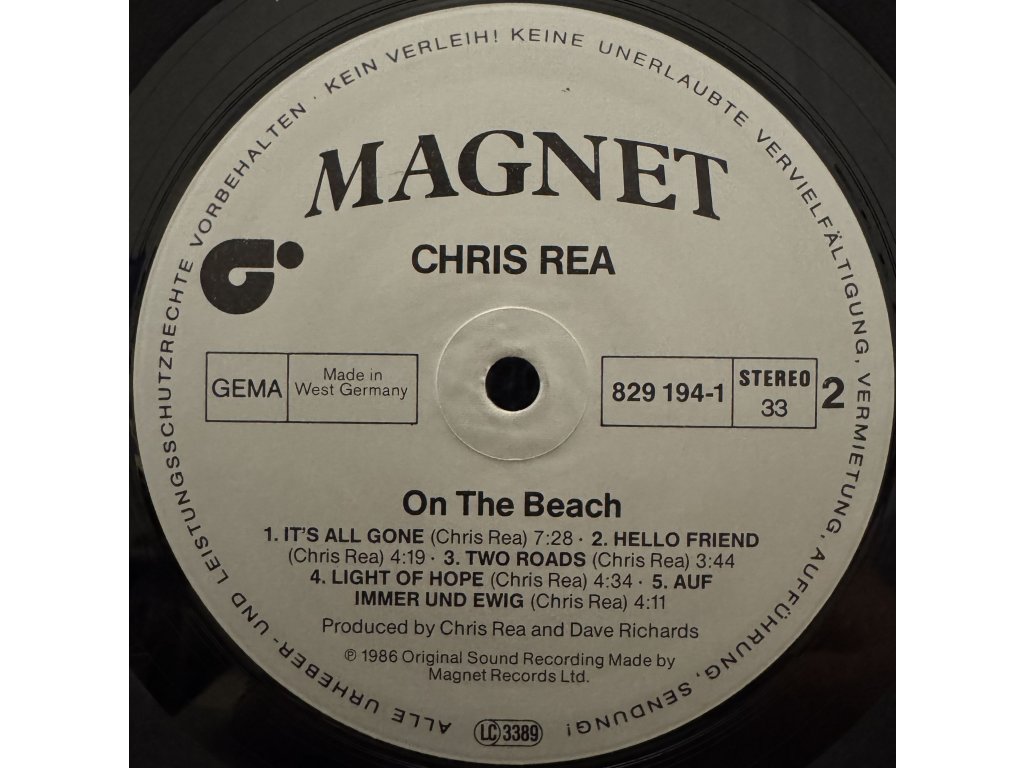 ALLE URHEBER- UND LEISTUNGSSCHUTZRECHTE VORBEHALTEN · KEIN VERLEIH! KEINE UNERLAUBTE VERVIELFÄLTIGUNG, VERMIETUNG, AUFFÜHRUNG, SENDUNG!
MAGNET
CHRIS REA
GEMA
Made in
West Germany
829 194-1
STEREO
33
2
On The Beach
1. IT'S ALL GONE (Chris Rea) 7:28 · 2. HELLO FRIEND
(Chris Rea) 4:19 · 3. TWO ROADS (Chris Rea) 3:44
4. LIGHT OF HOPE (Chris Rea) 4:34 · 5. AUF
IMMER UND EWIG (Chris Rea) 4:11
Produced by Chris Rea and Dave Richards
℗ 1986 Original Sound Recording Made by
Magnet Records Ltd.
LC 3389